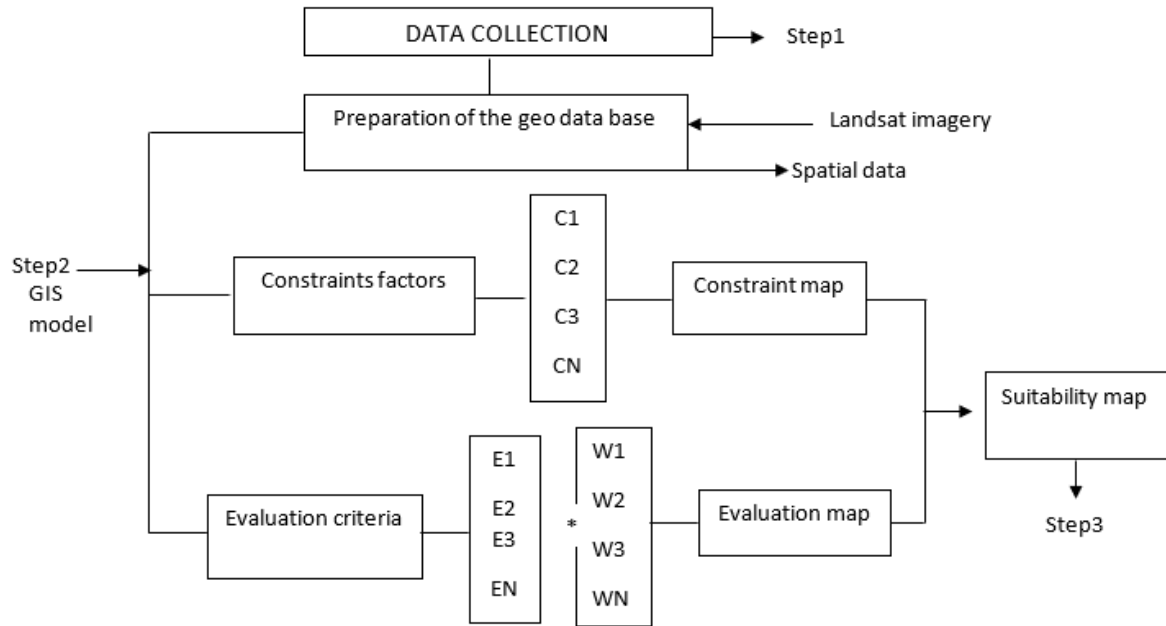 DATA COLLECTION
Step1
Preparation of the geo data base
Landsat imagery
Spatial data
Step2
GIS
model
Constraints factors
C1
C2
C3
CN
Constraint map
Suitability map
Step3
Evaluation criteria
E1
E2
E3
EN
*
W1
W2
W3
WN
Evaluation map